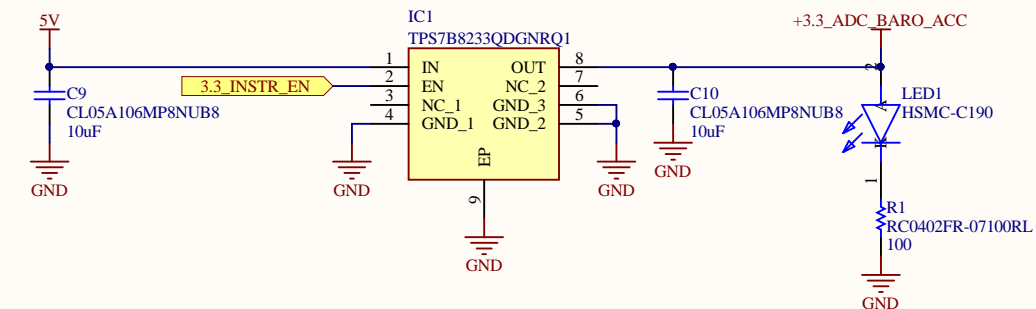 5V
IC1
TPS7B8233QDGNRQ1
+3.3_ADC_BARO_ACC
1
IN
OUT
8
2
3.3_INSTR_EN
2
EN
NC_2
7
C9
CL05A106MP8NUB8
10uF
3
NC_1
GND_3
6
4
GND_1
GND_2
5
C10
CL05A106MP8NUB8
10uF
A
LED1
HSMC-C190
K
EP
GND
GND
GND
GND
1
9
R1
RC0402FR-07100RL
100
GND
GND